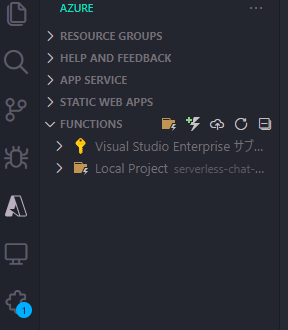 AZURE
RESOURCE GROUPS
HELP AND FEEDBACK
APP SERVICE
STATIC WEB APPS
FUNCTIONS
Visual Studio Enterprise サブ...
Local Project serverless-chat-...
1